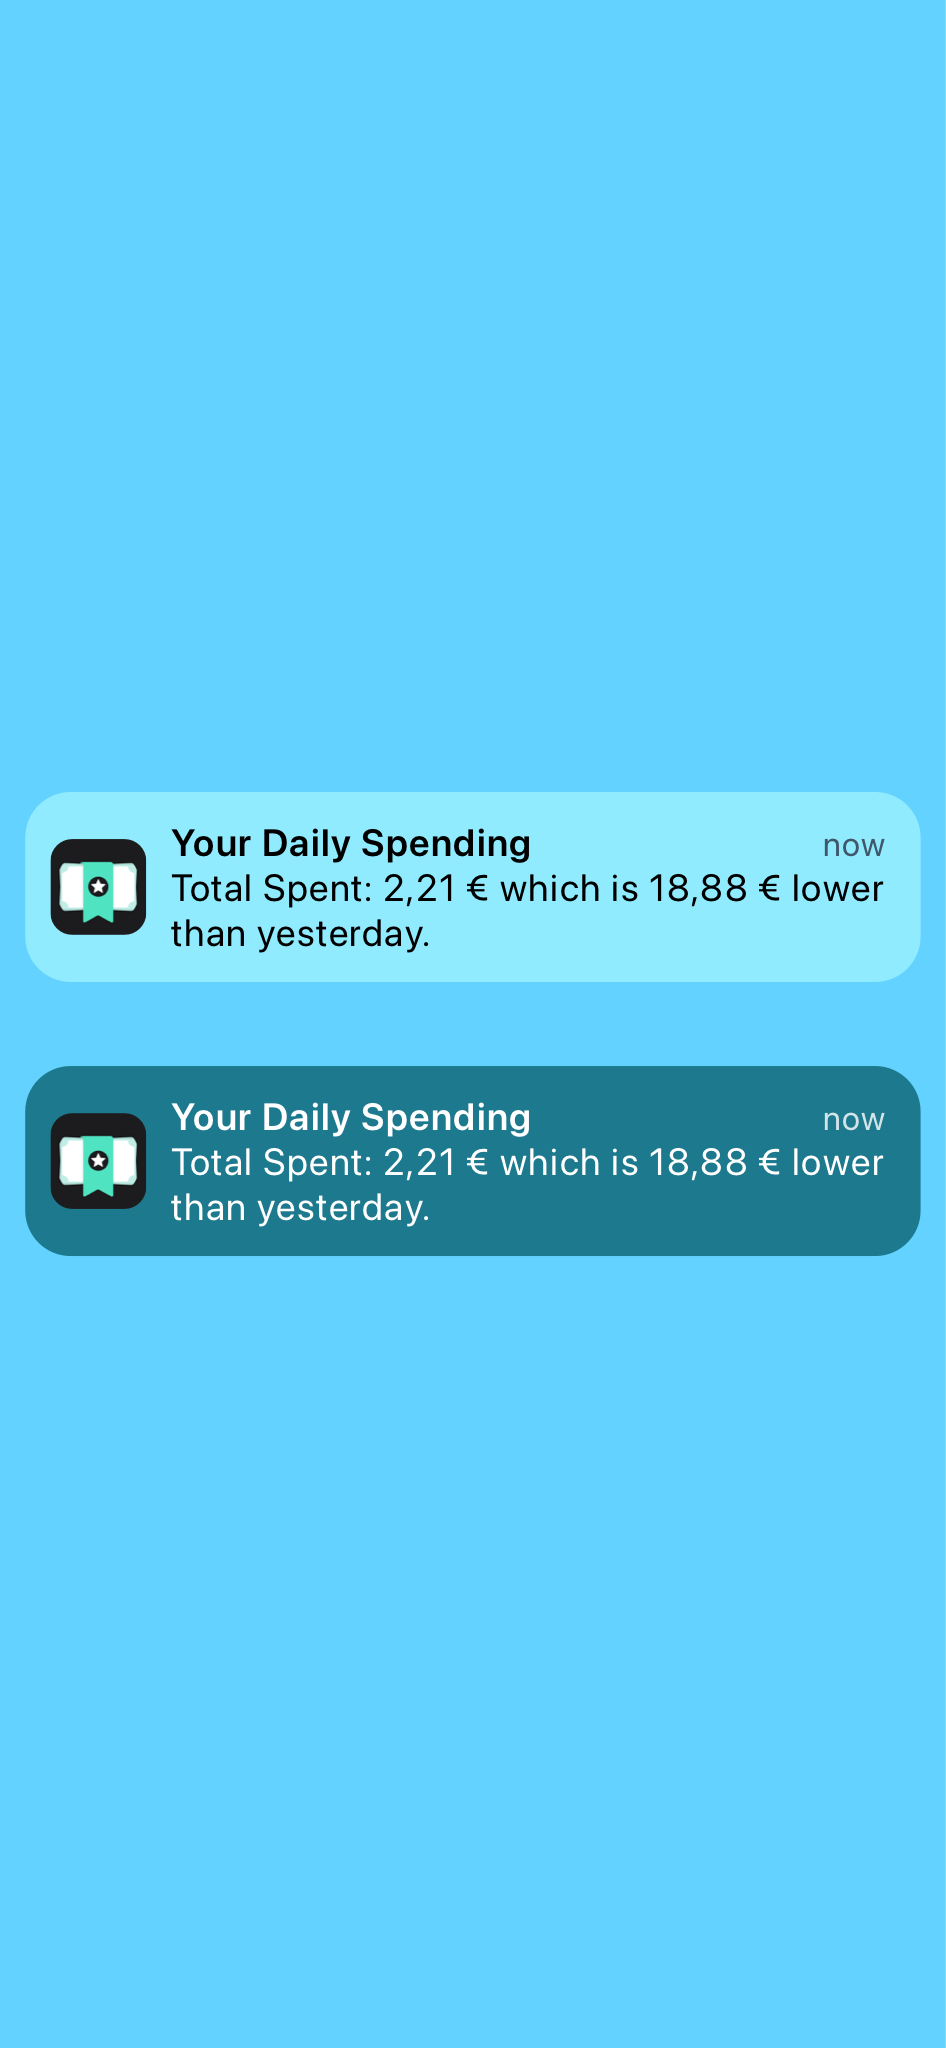 Your Daily Spending now
Total Spent: 2,21 € which is 18,88 € lower
than yesterday.
Your Daily Spending now
Total Spent: 2,21 € which is 18,88 € lower
than yesterday.